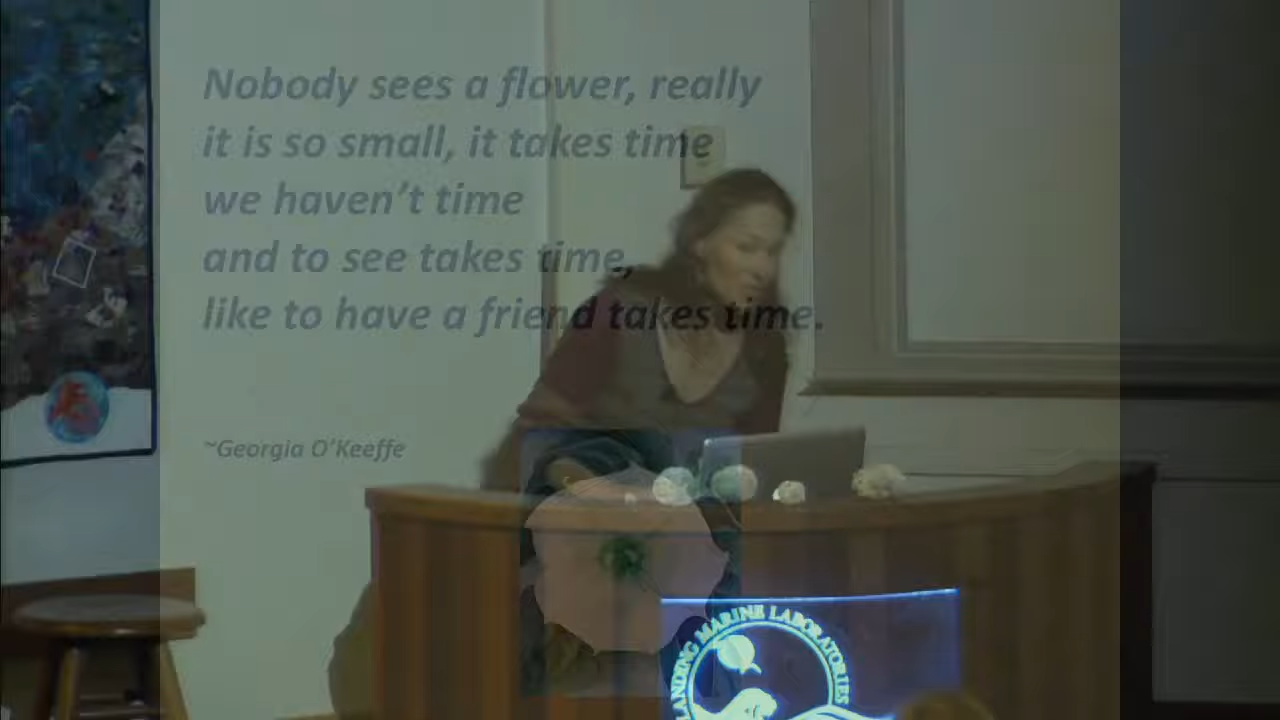 Nobody sees a flower, really
it is so small, it takes time
we haven’t time
and to see takes time,
like to have a friend takes time.
~Georgia O’Keeffe
LANDING MARINE LABORATORIES